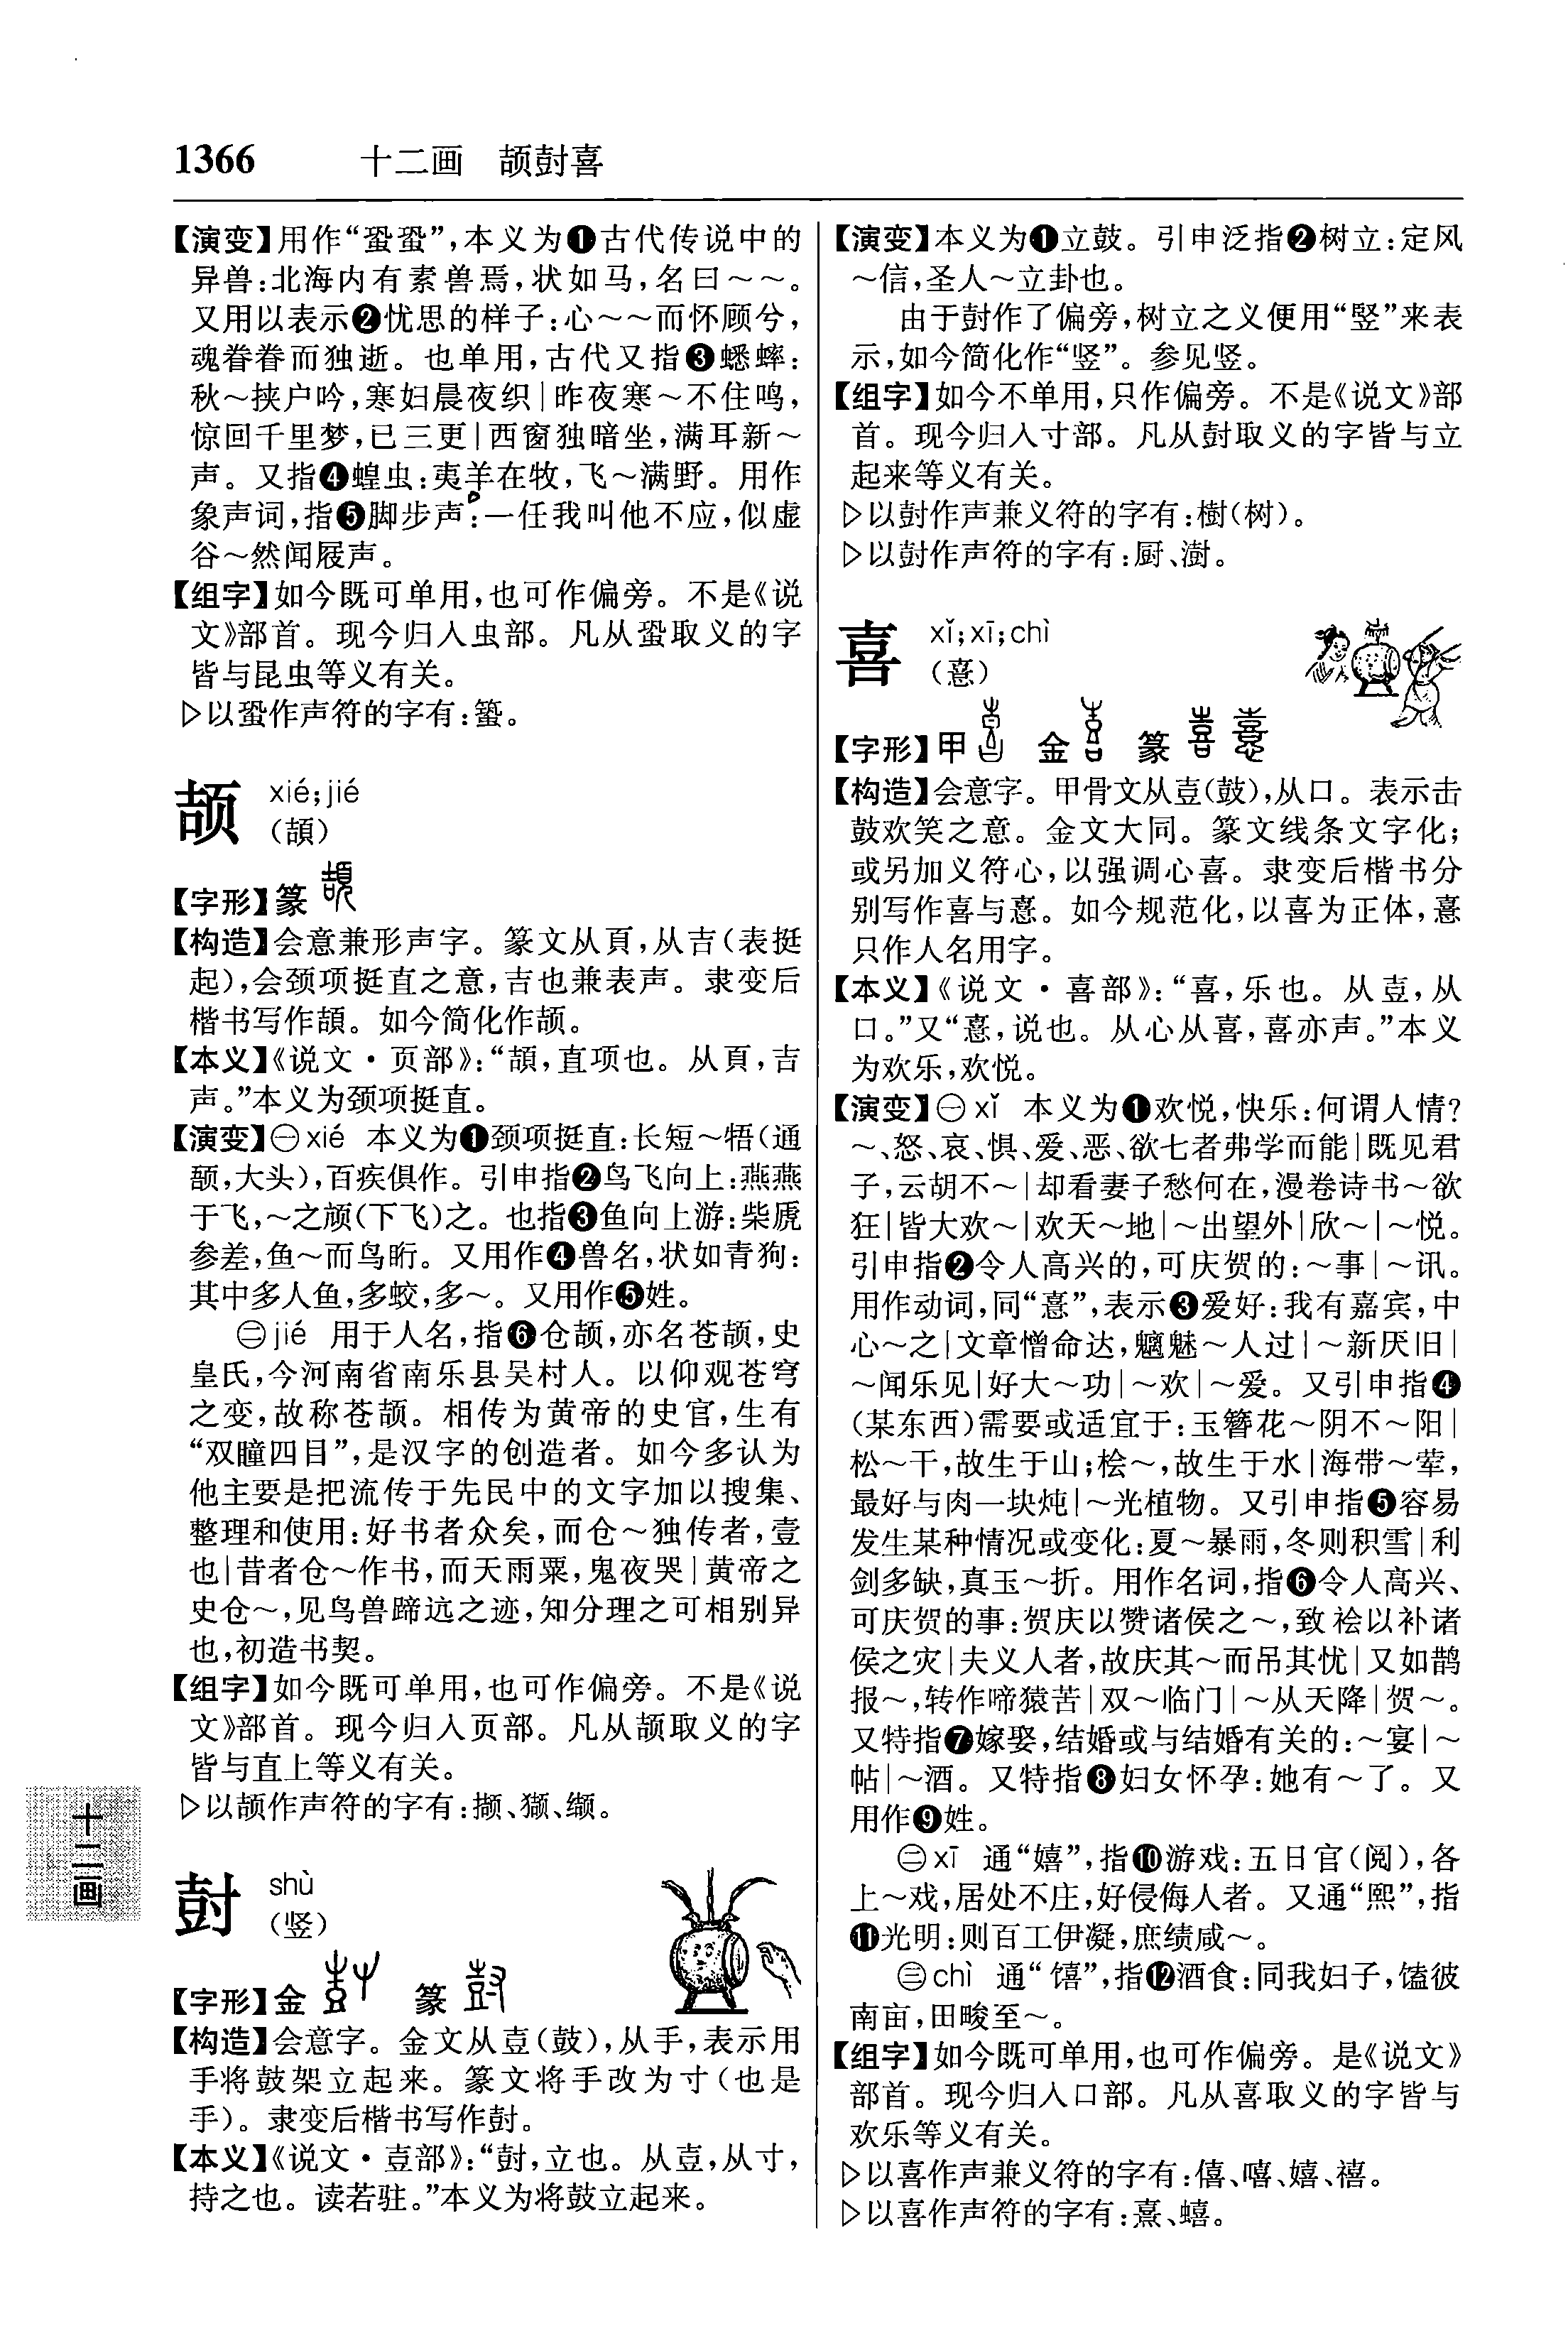 1366 十二画 颉尌喜
【演变】用作“蛩蛩”,本义为❶古代传说中的
异兽:北海内有素兽焉,状如马,名曰～～。
又用以表示❷忧思的样子:心～～而怀顾兮,
魂眷眷而独逝。也单用,古代又指❸蟋蟀:
秋～挟户吟,寒妇晨夜织|昨夜寒～不住鸣,
惊回千里梦,已三更|西窗独暗坐,满耳新～
声。又指❹蝗虫:夷羊在牧,飞～满野。用作
象声词,指❺脚步声:一任我叫他不应,似虚
谷～然闻屐声。
【组字】如今既可单用,也可作偏旁。不是《说
文》部首。现今归入虫部。凡从蛩取义的字
皆与昆虫等义有关。
▷以蛩作声符的字有:
颉 xié;jié
(頡)
【字形】篆
【构造】会意兼形声字。篆文从頁,从吉(表挺
起),会颈项挺直之意,吉也兼表声。隶变后
楷书写作頡。如今简化作颉。
【本义】《说文·页部》:“頡,直项也。从頁,吉
声。”本义为颈项挺直。
【演变】㊀xié 本义为❶颈项挺直:长短～牾(通
颥,大头),百疾俱作。引申指❷鸟飞向上:燕燕
于飞,～之颃(下飞)之。也指❸鱼向上游:柴虒
参差,鱼～而鸟䀪。又用作❹兽名,状如青狗:
其中多人鱼,多蛟,多～。又用作❺姓。
㊁jié 用于人名,指❻仓颉,亦名苍颉,史
皇氏,今河南省南乐县吴村人。以仰观苍穹
之变,故称苍颉。相传为黄帝的史官,生有
“双瞳四目”,是汉字的创造者。如今多认为
他主要是把流传于先民中的文字加以搜集、
整理和使用:好书者众矣,而仓～独传者,壹
也|昔者仓～作书,而天雨粟,鬼夜哭|黄帝之
史仓～,见鸟兽蹄迒之迹,知分理之可相别异
也,初造书契。
【组字】如今既可单用,也可作偏旁。不是《说
文》部首。现今归入页部。凡从颉取义的字
皆与直上等义有关。
▷以颉作声符的字有:撷、㹭、缬。
尌 shù
(竖)
【字形】金 篆
【构造】会意字。金文从壴(鼓),从手,表示用
手将鼓架立起来。篆文将手改为寸(也是
手)。隶变后楷书写作尌。
【本义】《说文·壴部》:“尌,立也。从壴,从寸,
持之也。读若驻。”本义为将鼓立起来。
十二画
【演变】本义为❶立鼓。引申泛指❷树立:定风
～信,圣人～立卦也。
由于尌作了偏旁,树立之义便用“竖”来表
示,如今简化作“竖”。参见竖。
【组字】如今不单用,只作偏旁。不是《说文》部
首。现今归入寸部。凡从尌取义的字皆与立
起来等义有关。
▷以尌作声兼义符的字有:樹(树)。
▷以尌作声符的字有:厨、澍。
喜 xǐ;xī;chì
(憙)
【字形】甲 金 篆
【构造】会意字。甲骨文从壴(鼓),从口。表示击
鼓欢笑之意。金文大同。篆文线条文字化;
或另加义符心,以强调心喜。隶变后楷书分
别写作喜与憙。如今规范化,以喜为正体,憙
只作人名用字。
【本义】《说文·喜部》:“喜,乐也。从壴,从
口。”又“憙,说也。从心从喜,喜亦声。”本义
为欢乐,欢悦。
【演变】㊀xǐ 本义为❶欢悦,快乐:何谓人情?
～、怒、哀、惧、爱、恶、欲七者弗学而能|既见君
子,云胡不～|却看妻子愁何在,漫卷诗书～欲
狂|皆大欢～|欢天～地|～出望外|欣～|～悦。
引申指❷令人高兴的,可庆贺的:～事|～讯。
用作动词,同“憙”,表示❸爱好:我有嘉宾,中
心～之|文章憎命达,魑魅～人过|～新厌旧|
～闻乐见|好大～功|～欢|～爱。又引申指❹
(某东西)需要或适宜于:玉簪花～阴不～阳|
松～干,故生于山;桧～,故生于水|海带～荤,
最好与肉一块炖|～光植物。又引申指❺容易
发生某种情况或变化:夏～暴雨,冬则积雪|利
剑多缺,真玉～折。用作名词,指❻令人高兴、
可庆贺的事:贺庆以赞诸侯之～,致禬以补诸
侯之灾|夫义人者,故庆其～而吊其忧|又如鹊
报～,转作啼猿苦|双～临门|～从天降|贺～。
又特指❼嫁娶,结婚或与结婚有关的:～宴|～
帖|～酒。又特指❽妇女怀孕:她有～了。又
用作❾姓。
㊁xī 通“嬉”,指❿游戏:五日官(阅),各
上～戏,居处不庄,好侵侮人者。又通“熙”,指
⓫光明:则百工伊凝,庶绩咸～。
㊂chì 通“饎”,指⓬酒食:同我妇子,馌彼
南亩,田畯至～。
【组字】如今既可单用,也可作偏旁。是《说文》
部首。现今归入口部。凡从喜取义的字皆与
欢乐等义有关。
▷以喜作声兼义符的字有:僖、嘻、嬉、禧。
▷以喜作声符的字有:熹、蟢。